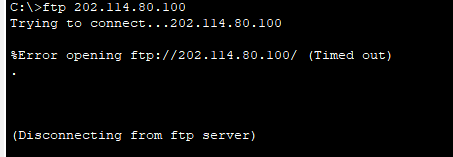 C:\>ftp 202.114.80.100
Trying to connect...202.114.80.100
%Error opening ftp://202.114.80.100/ (Timed out)
.
(Disconnecting from ftp server)